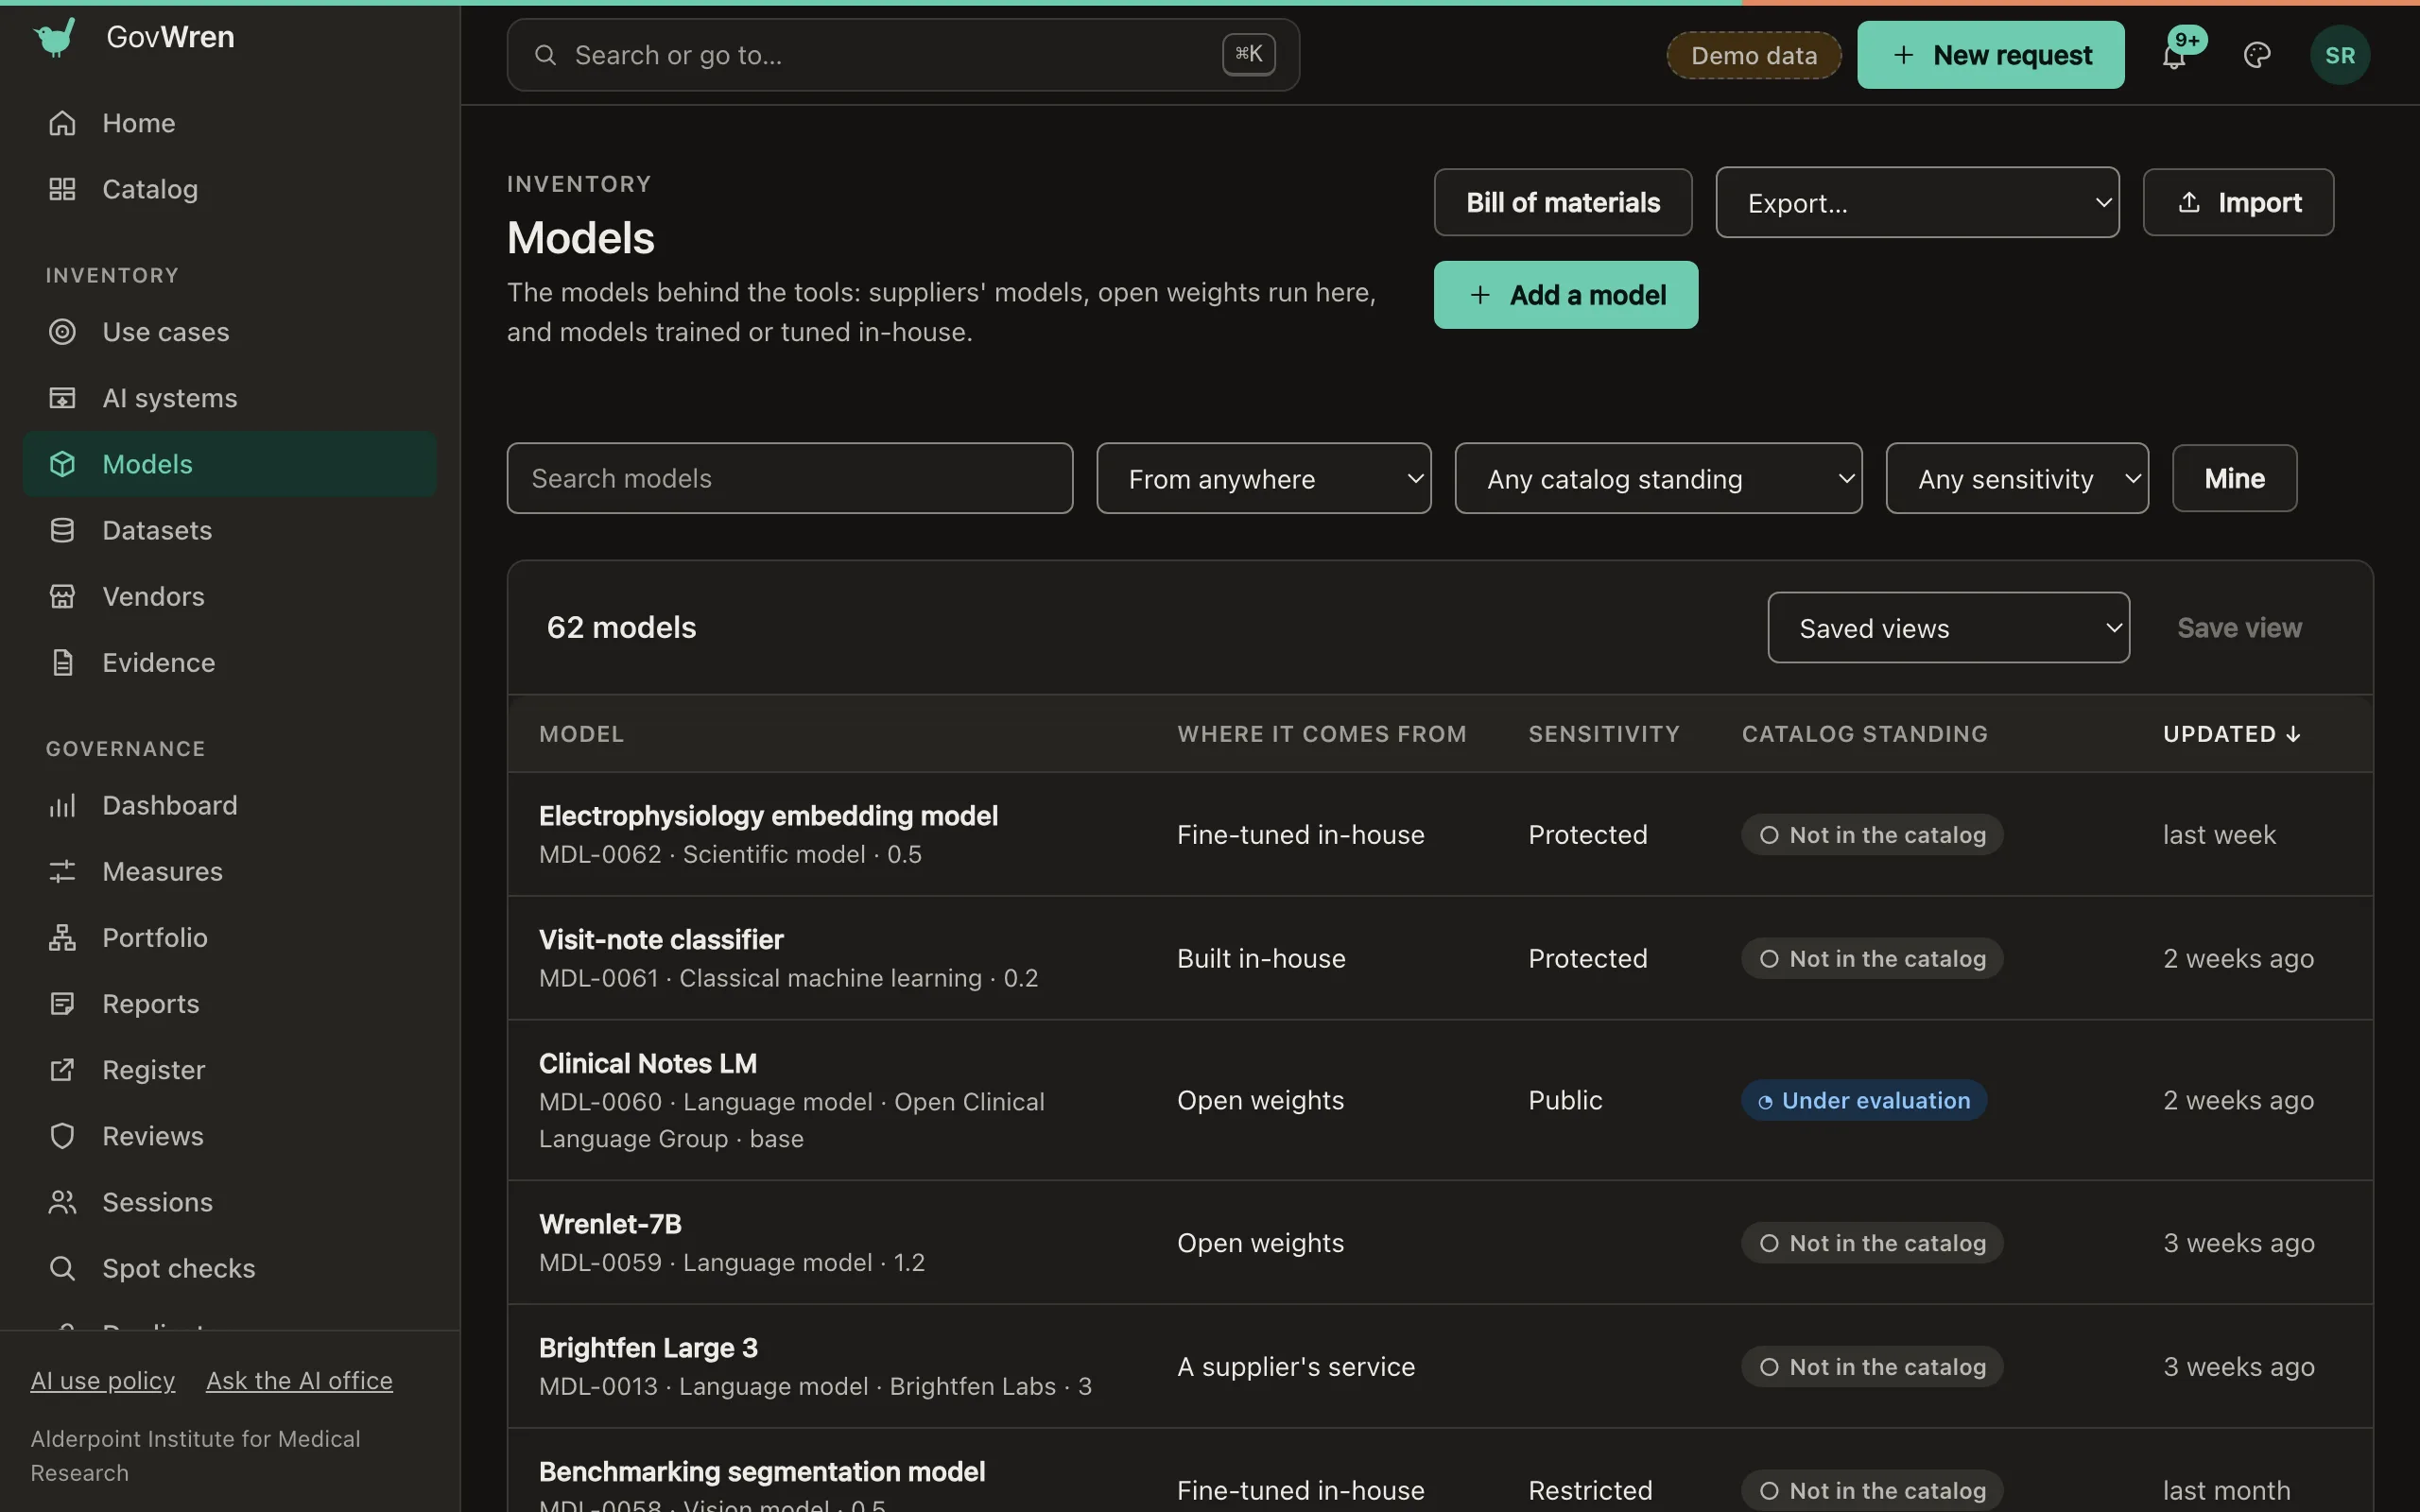 GovWren
Search or go to...
⌘K
Demo data
+ New request
9+
SR
Home
Catalog
INVENTORY
Use cases
AI systems
Models
Datasets
Vendors
Evidence
GOVERNANCE
Dashboard
Measures
Portfolio
Reports
Register
Reviews
Sessions
Spot checks
AI use policy
Ask the AI office
Alderpoint Institute for Medical
Research
INVENTORY
Models
The models behind the tools: suppliers' models, open weights run here,
and models trained or tuned in-house.
Bill of materials
Export...
Import
+ Add a model
Search models
From anywhere
Any catalog standing
Any sensitivity
Mine
62 models
Saved views
Save view
MODEL WHERE IT COMES FROM SENSITIVITY CATALOG STANDING UPDATED ↓
Electrophysiology embedding model
MDL-0062 · Scientific model · 0.5
Fine-tuned in-house
Protected
Not in the catalog
last week
Visit-note classifier
MDL-0061 · Classical machine learning · 0.2
Built in-house
Protected
Not in the catalog
2 weeks ago
Clinical Notes LM
MDL-0060 · Language model · Open Clinical
Language Group · base
Open weights
Public
Under evaluation
2 weeks ago
Wrenlet-7B
MDL-0059 · Language model · 1.2
Open weights
Not in the catalog
3 weeks ago
Brightfen Large 3
MDL-0013 · Language model · Brightfen Labs · 3
A supplier's service
Not in the catalog
3 weeks ago
Benchmarking segmentation model
MDL-0058 · Vision model · 0.5
Fine-tuned in-house
Restricted
Not in the catalog
last month